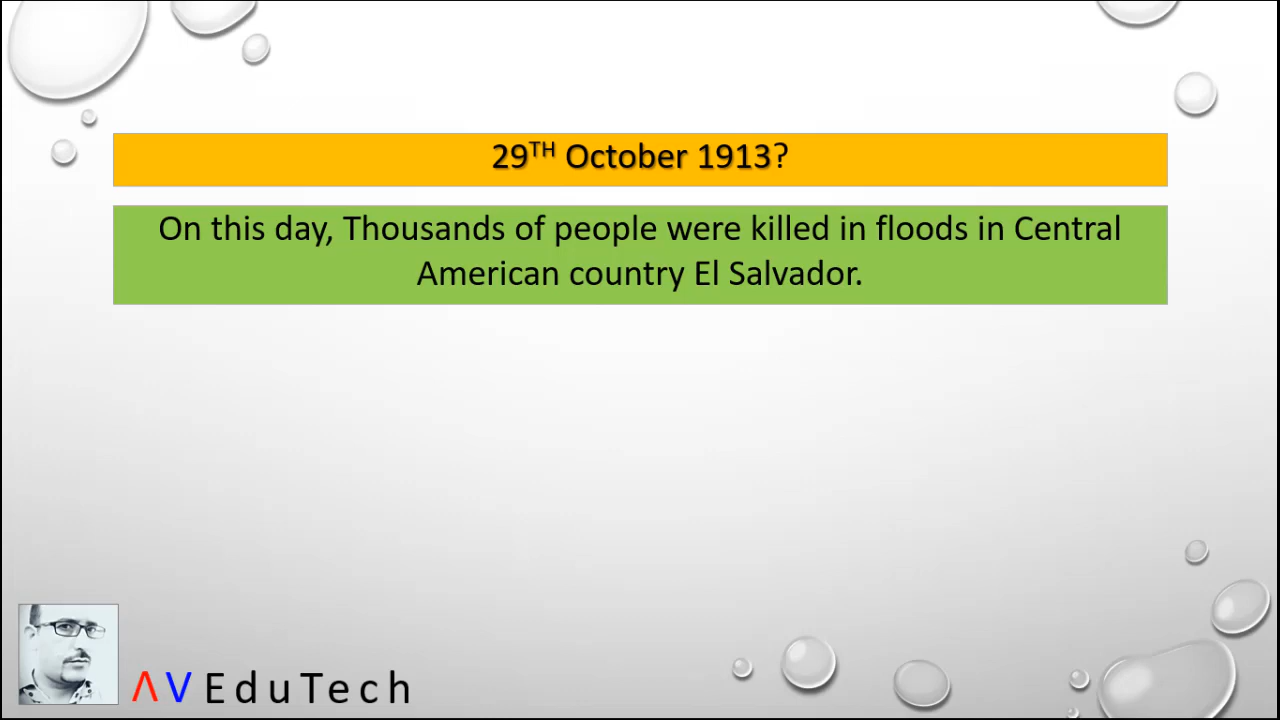 29TH October 1913?
On this day, Thousands of people were killed in floods in Central
American country El Salvador.
ΛV EduTech